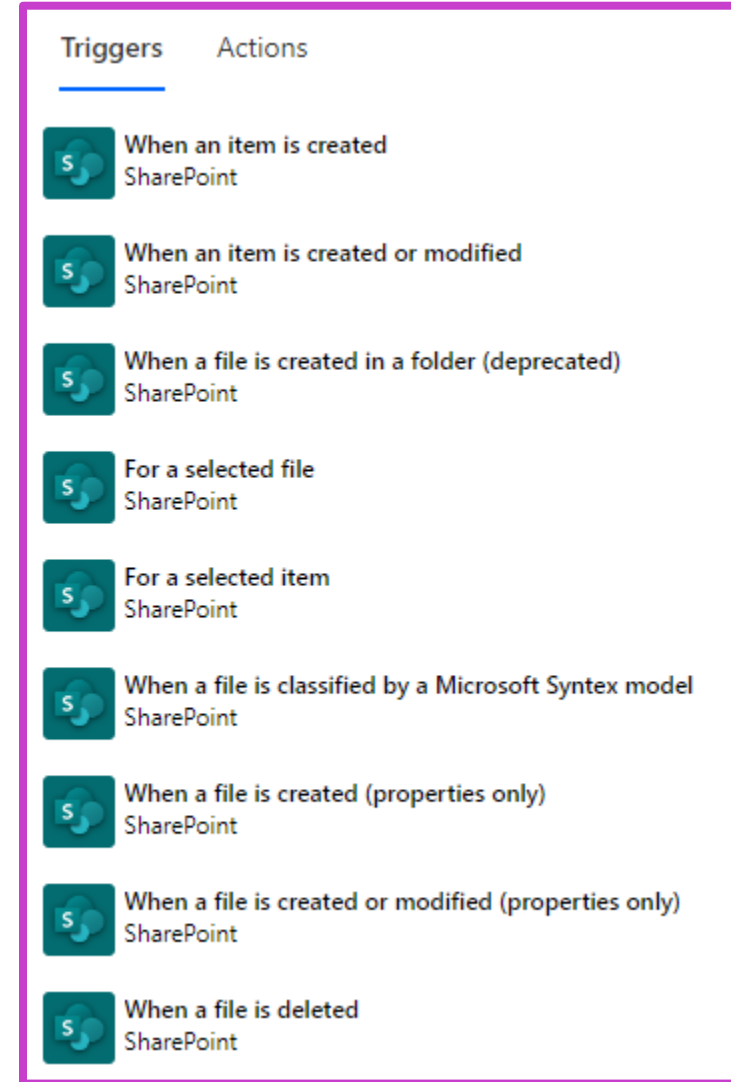 Triggers Actions
When an item is created
SharePoint
When an item is created or modified
SharePoint
When a file is created in a folder (deprecated)
SharePoint
For a selected file
SharePoint
For a selected item
SharePoint
When a file is classified by a Microsoft Syntex model
SharePoint
When a file is created (properties only)
SharePoint
When a file is created or modified (properties only)
SharePoint
When a file is deleted
SharePoint